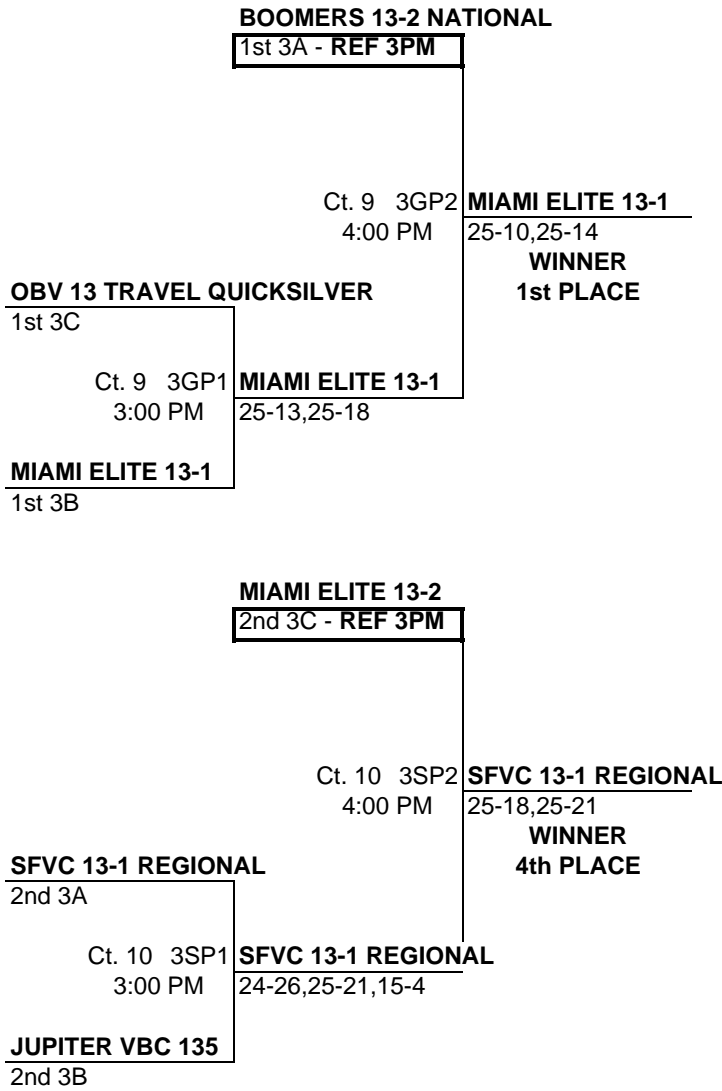 BOOMERS 13-2 NATIONAL
1st 3A - REF 3PM
Ct. 9 3GP2 MIAMI ELITE 13-1
4:00 PM 25-10,25-14
WINNER
OBV 13 TRAVEL QUICKSILVER 1st PLACE
1st 3C
Ct. 9 3GP1 MIAMI ELITE 13-1
3:00 PM 25-13,25-18
MIAMI ELITE 13-1
1st 3B
MIAMI ELITE 13-2
2nd 3C - REF 3PM
Ct. 10 3SP2 SFVC 13-1 REGIONAL
4:00 PM 25-18,25-21
WINNER
SFVC 13-1 REGIONAL 4th PLACE
2nd 3A
Ct. 10 3SP1 SFVC 13-1 REGIONAL
3:00 PM 24-26,25-21,15-4
JUPITER VBC 135
2nd 3B